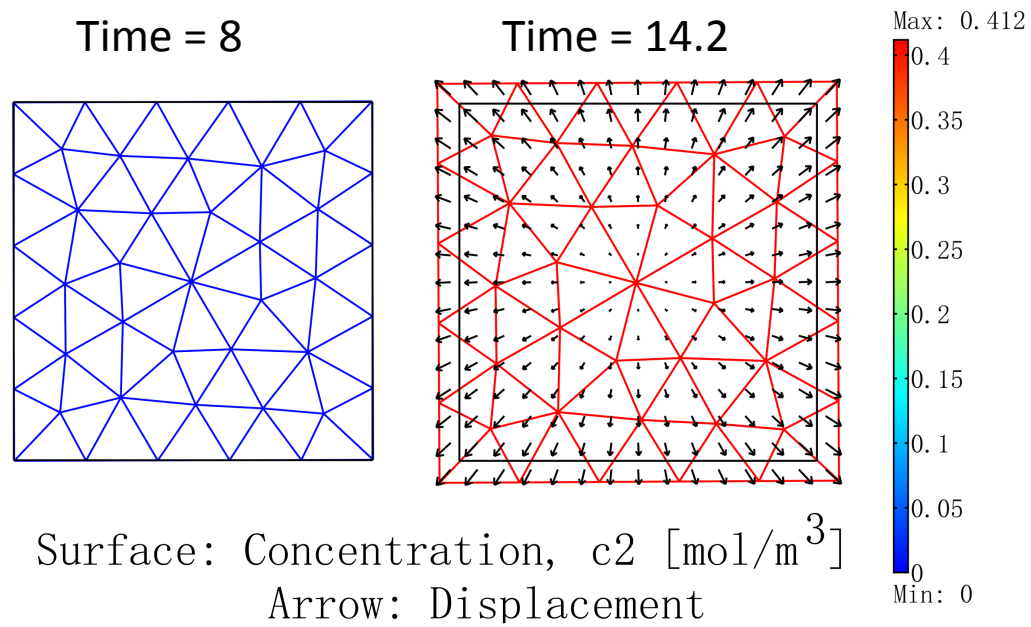 Time = 8
Time = 14.2
Max: 0.412
0.4
0.35
0.3
0.25
0.2
0.15
0.1
0.05
0
Min: 0
Surface: Concentration, c2 [mol/m³]
Arrow: Displacement